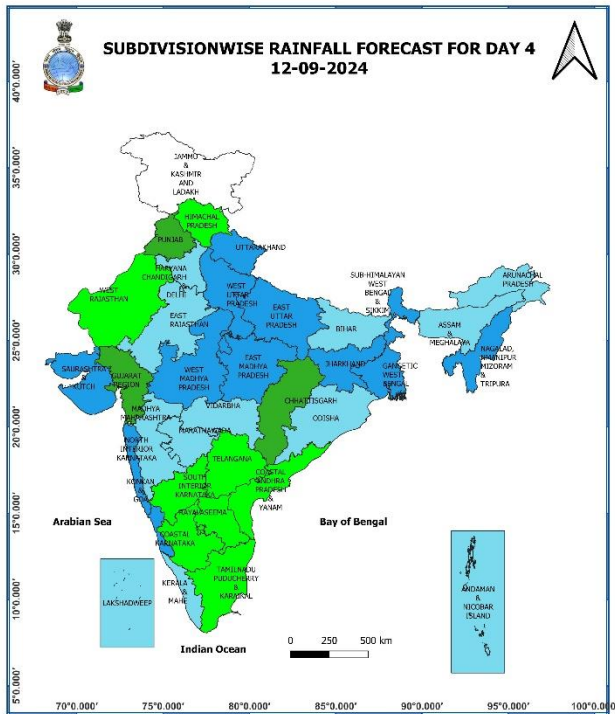 SUBDIVISIONWISE RAINFALL FORECAST FOR DAY 4
12-09-2024
40°0.000'
35°0.000'
30°0.000'
25°0.000'
20°0.000'
15°0.000'
10°0.000'
5°0.000'
JAMMO
&
KASHMIR
AND
LADAKH
HIMACHAL
PRADESH
PUNJAB
UTTARAKHAND
HARYANA
CHANDIGARH
DELHI
WEST
RAJASTHAN
WEST
UTTAR
PRADESH
EAST
UTTAR
PRADESH
SUB-HIMALAYAN
WEST
BENGAL
&
SIKKIM
ARUNACHAL
PRADESH
EAST
RAJASTHAN
BIHAR
ASSAM
&
MEGHALAYA
NAGALAD,
MANIPUR
MIZORAM
&
TRIPURA
SAURASHTRA
&
KUTCH
GUJARAT
REGION
WEST
MADHYA
PRADESH
EAST
MADHYA
PRADESH
JHARKHAND
GANGETIC
WEST
BENGAL
CHHATTISGARH
ODISHA
MADHYA
MAHARASHTRA
VIDARBHA
MARATHAWADA
NORTH
INTERIOR
KARNATAKA
TELANGANA
KONKAN
&
GOA
SOUTH
INTERIOR
KARNATAKA
COASTAL
ANDHRA
PRADESH
&
YANAM
RAYALASEEMA
Arabian Sea
Bay of Bengal
COASTAL
KARNATAKA
TAMILNADU
PUDUCHERRY
&
KARAIKAL
KERALA
&
MAHE
LAKSHADWEEP
ANDAMAN
&
NICOBAR
ISLAND
Indian Ocean
0 250 500 km
70°0.000' 75°0.000' 80°0.000' 85°0.000' 90°0.000' 95°0.000' 100°0.000'